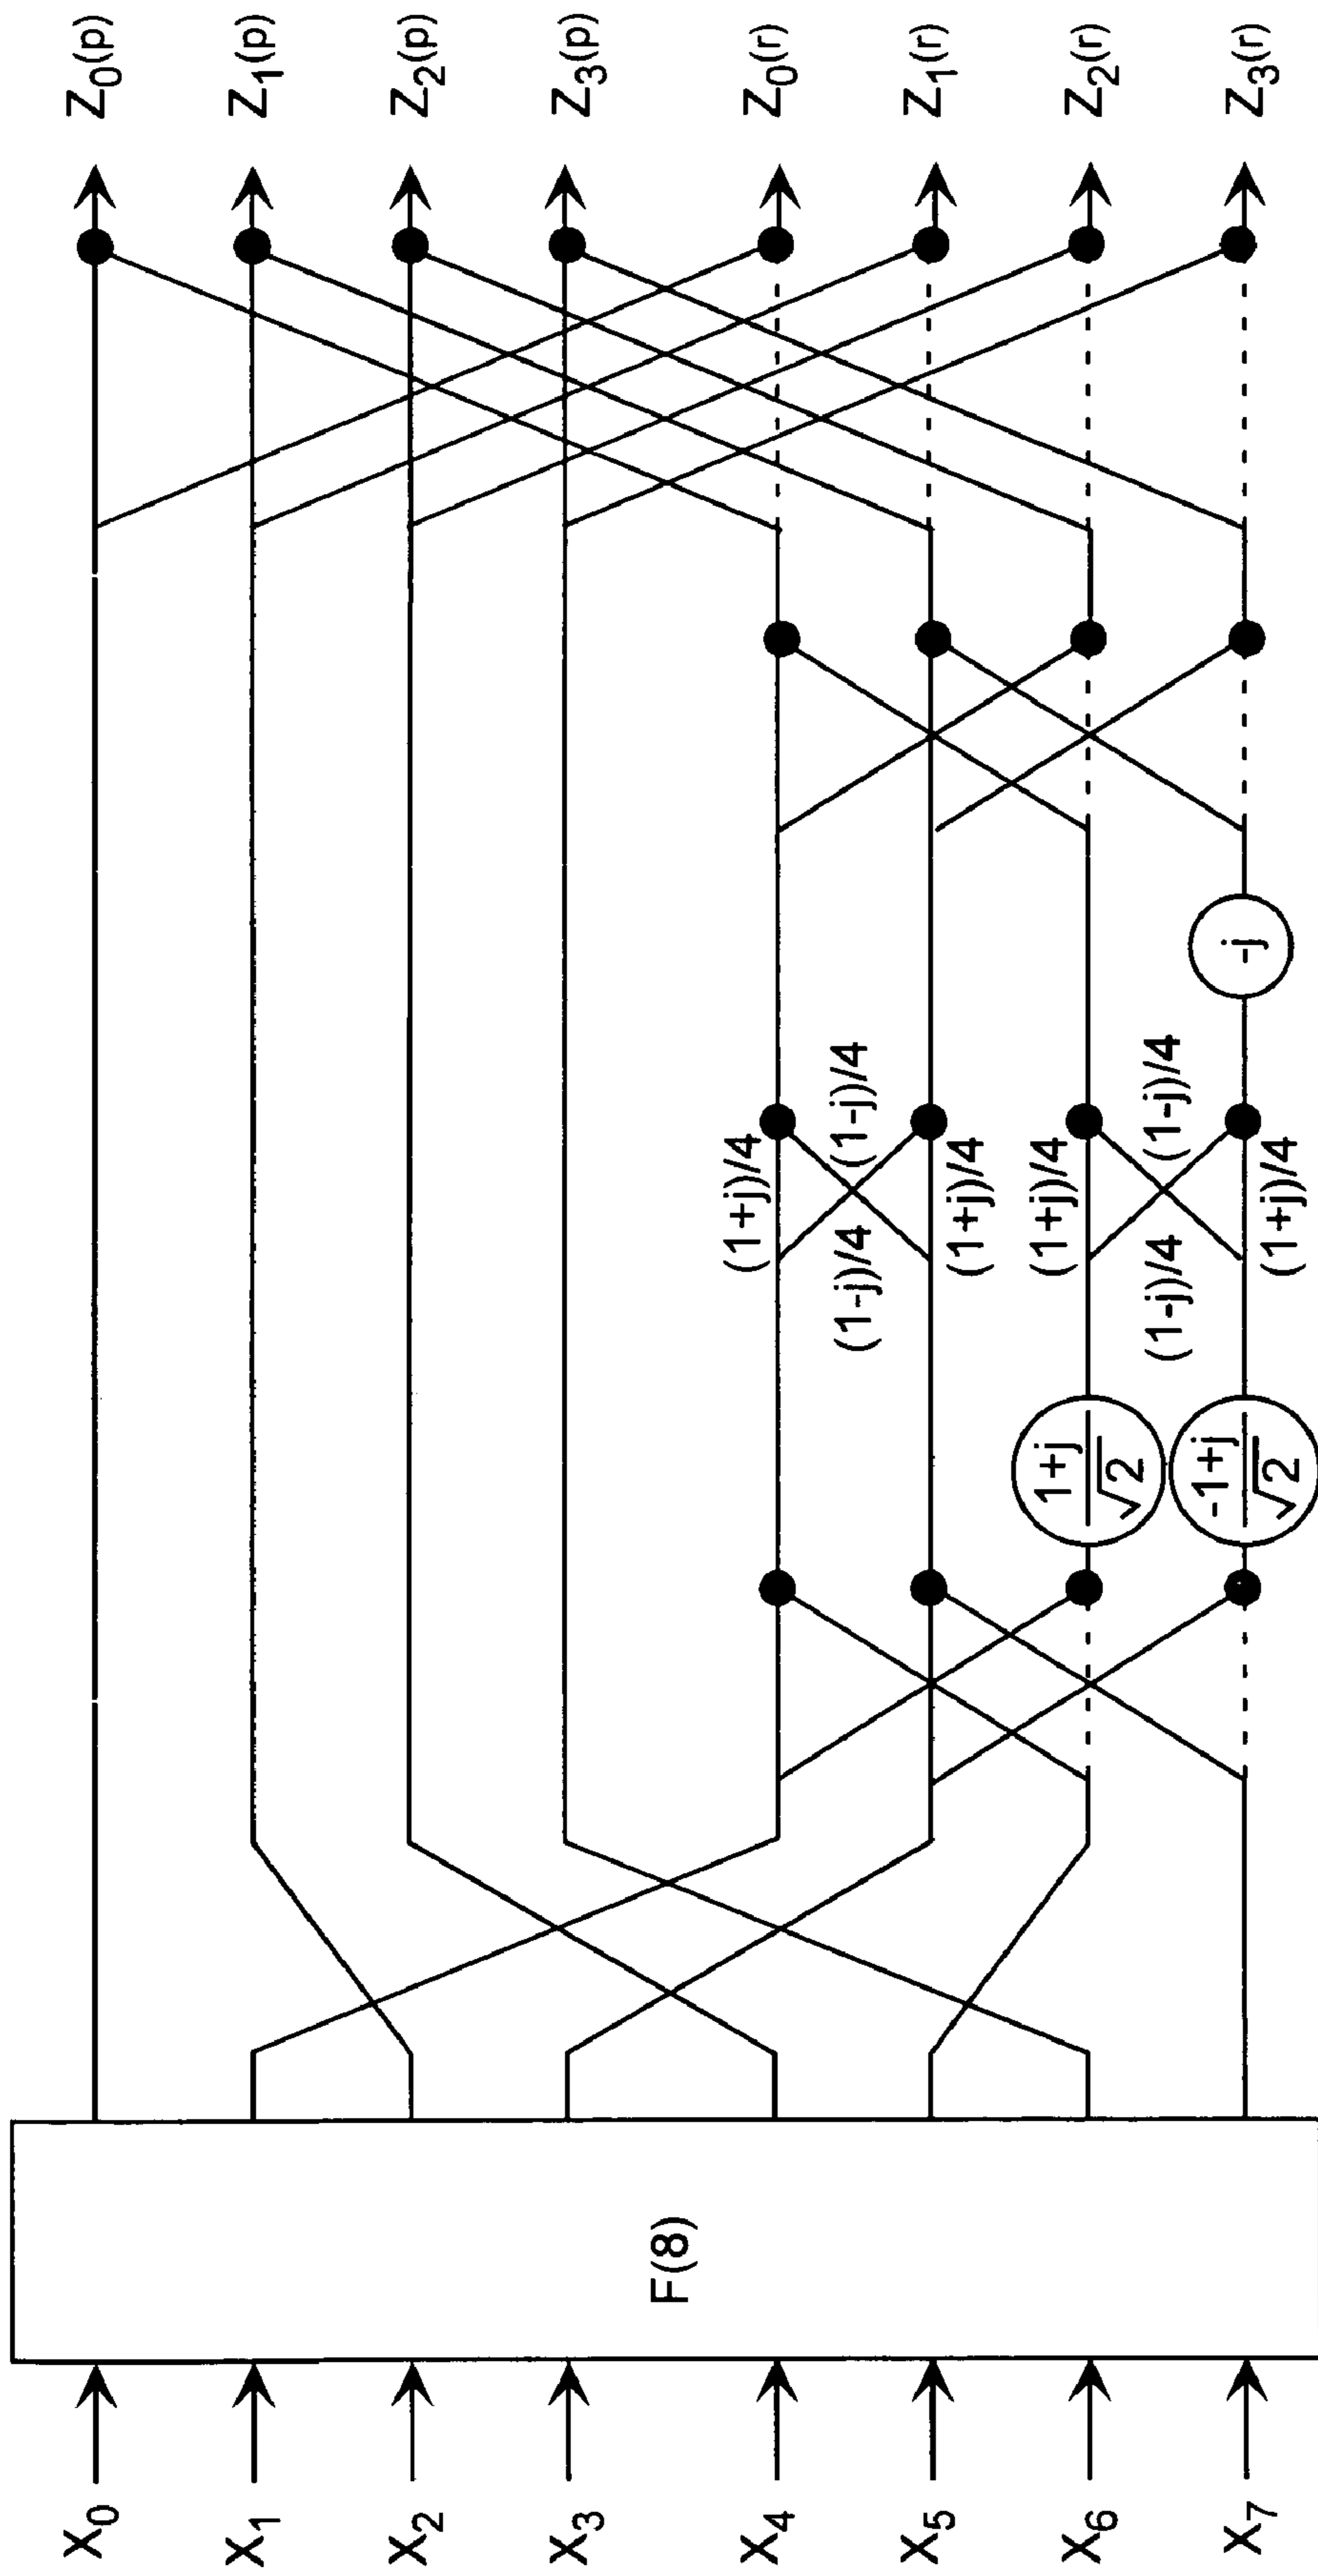 X₀
X₁
X₂
X₃
X₄
X₅
X₆
X₇
F(8)
1+j
√2
-1+j
√2
(1+j)/4
(1-j)/4
(1-j)/4
(1+j)/4
(1+j)/4
(1-j)/4
(1-j)/4
(1+j)/4
-j
Z₀(p)
Z₁(p)
Z₂(p)
Z₃(p)
Z₀(r)
Z₁(r)
Z₂(r)
Z₃(r)